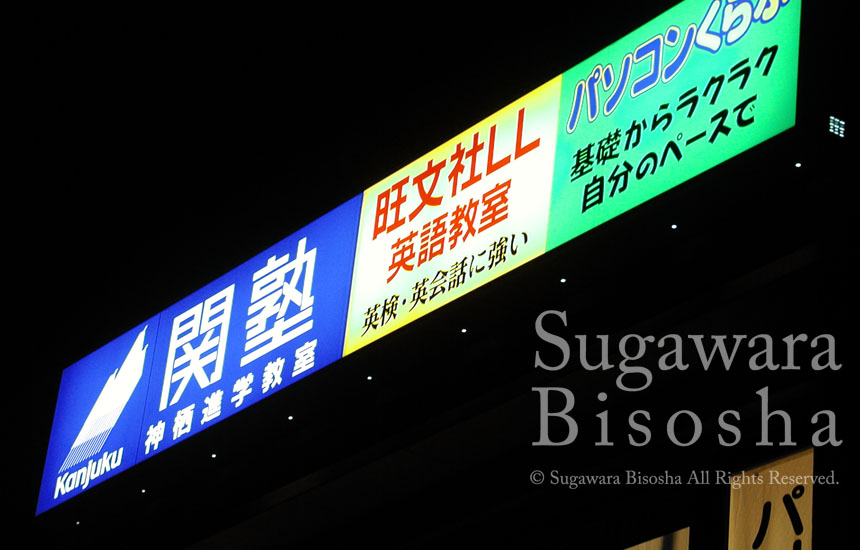 Kanjuku
関塾
神栖進学教室
旺文社LL
英語教室
英検・英会話に強い
パソコンくらぶ
基礎からラクラク
自分のペースで
Sugawara
Bisosha
© Sugawara Bisosha All Rights Reserved.
パ